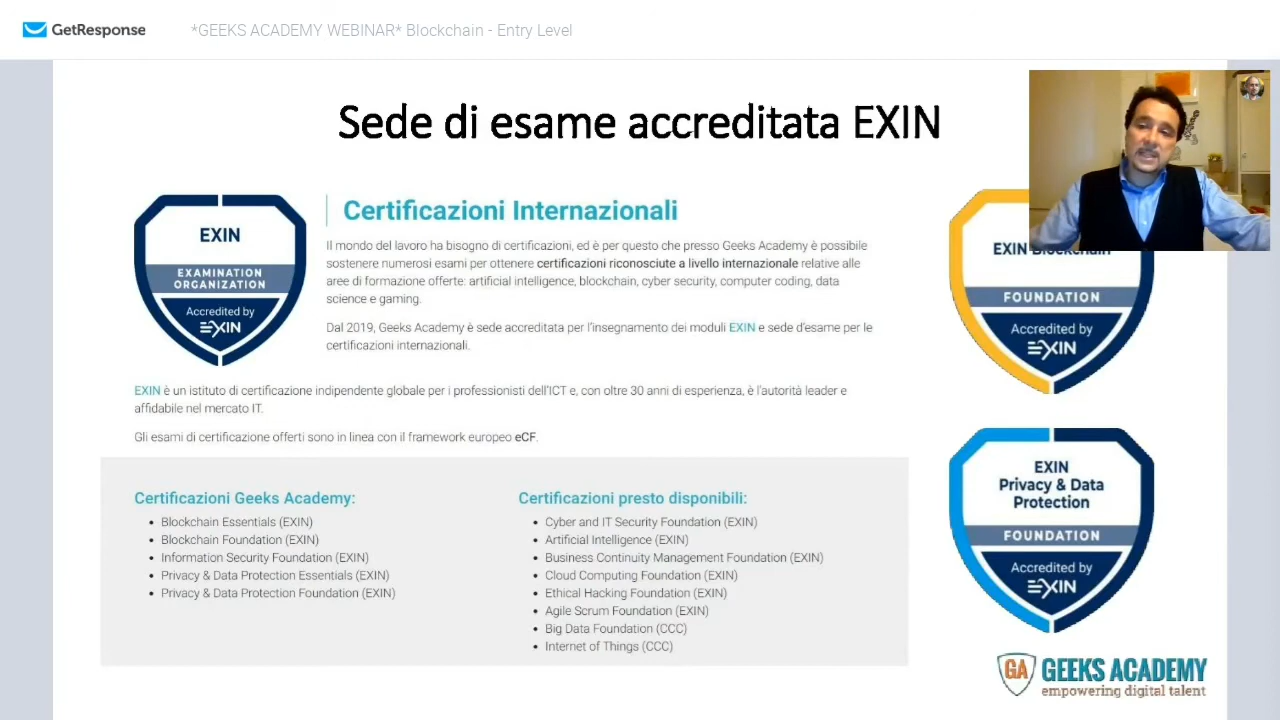 GetResponse
*GEEKS ACADEMY WEBINAR* Blockchain - Entry Level
Sede di esame accreditata EXIN
EXIN
EXAMINATION
ORGANIZATION
Accredited by
EXIN
Certificazioni Internazionali
Il mondo del lavoro ha bisogno di certificazioni, ed è per questo che presso Geeks Academy è possibile
sostenere numerosi esami per ottenere certificazioni riconosciute a livello internazionale relative alle
aree di formazione offerte: artificial intelligence, blockchain, cyber security, computer coding, data
science e gaming.
Dal 2019, Geeks Academy è sede accreditata per l'insegnamento dei moduli EXIN e sede d'esame per le
certificazioni internazionali.
EXIN è un istituto di certificazione indipendente globale per i professionisti dell'ICT e, con oltre 30 anni di esperienza, è l'autorità leader e
affidabile nel mercato IT.
Gli esami di certificazione offerti sono in linea con il framework europeo eCF.
Certificazioni Geeks Academy:
• Blockchain Essentials (EXIN)
• Blockchain Foundation (EXIN)
• Information Security Foundation (EXIN)
• Privacy & Data Protection Essentials (EXIN)
• Privacy & Data Protection Foundation (EXIN)
Certificazioni presto disponibili:
• Cyber and IT Security Foundation (EXIN)
• Artificial Intelligence (EXIN)
• Business Continuity Management Foundation (EXIN)
• Cloud Computing Foundation (EXIN)
• Ethical Hacking Foundation (EXIN)
• Agile Scrum Foundation (EXIN)
• Big Data Foundation (CCC)
• Internet of Things (CCC)
EXIN Blockchain
FOUNDATION
Accredited by
EXIN
EXIN
Privacy & Data
Protection
FOUNDATION
Accredited by
EXIN
GA GEEKS ACADEMY
empowering digital talent